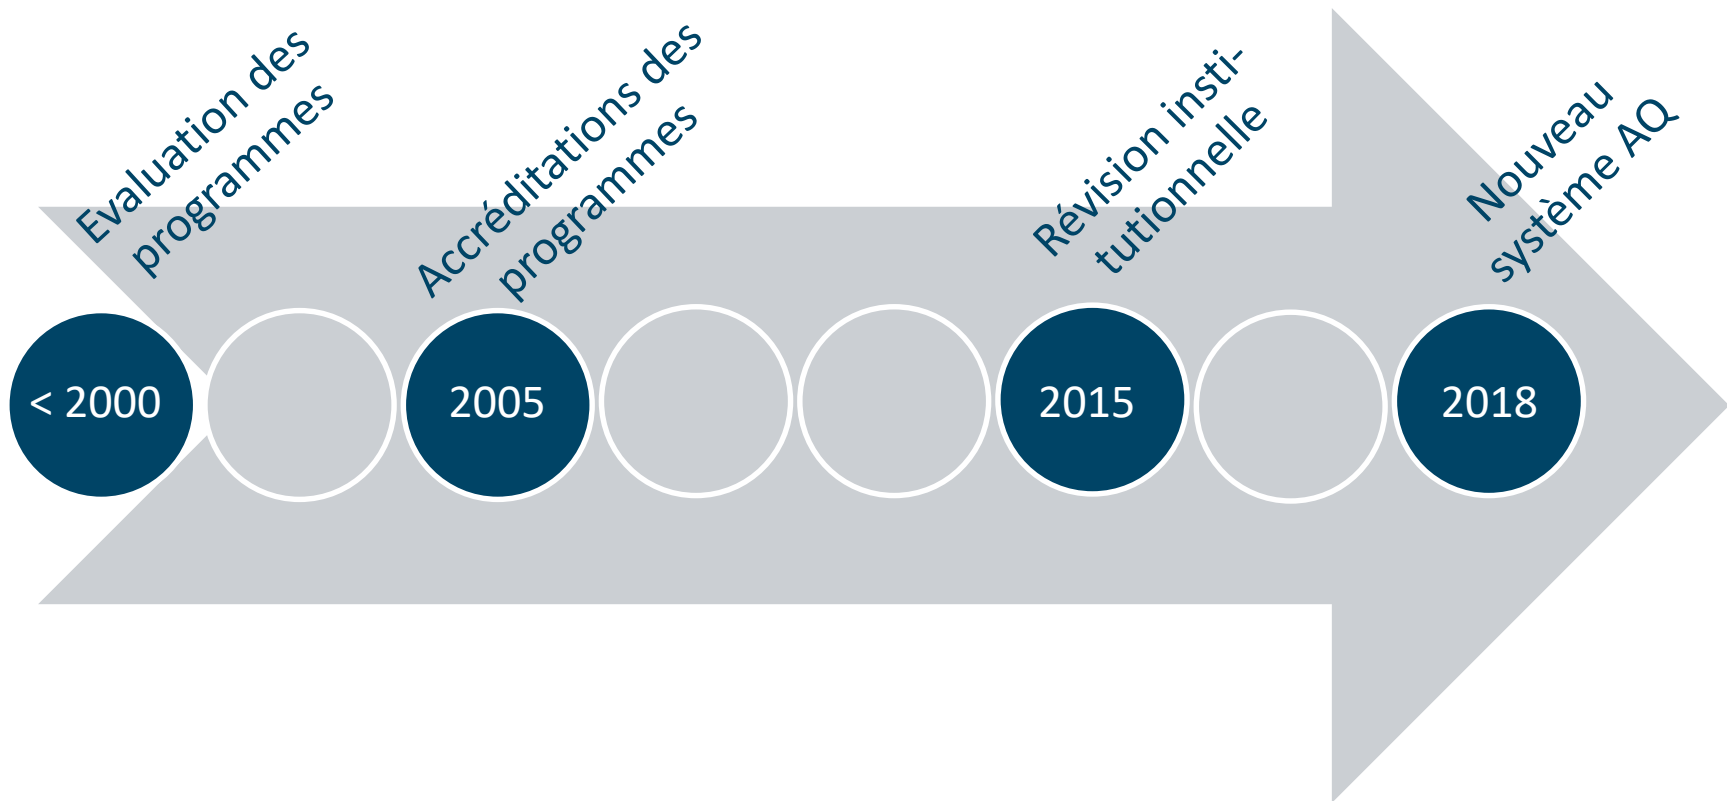 Evaluation des
programmes
Accréditations des
programmes
Révision insti-
tutionnelle
Nouveau
système AQ
< 2000
2005
2015
2018